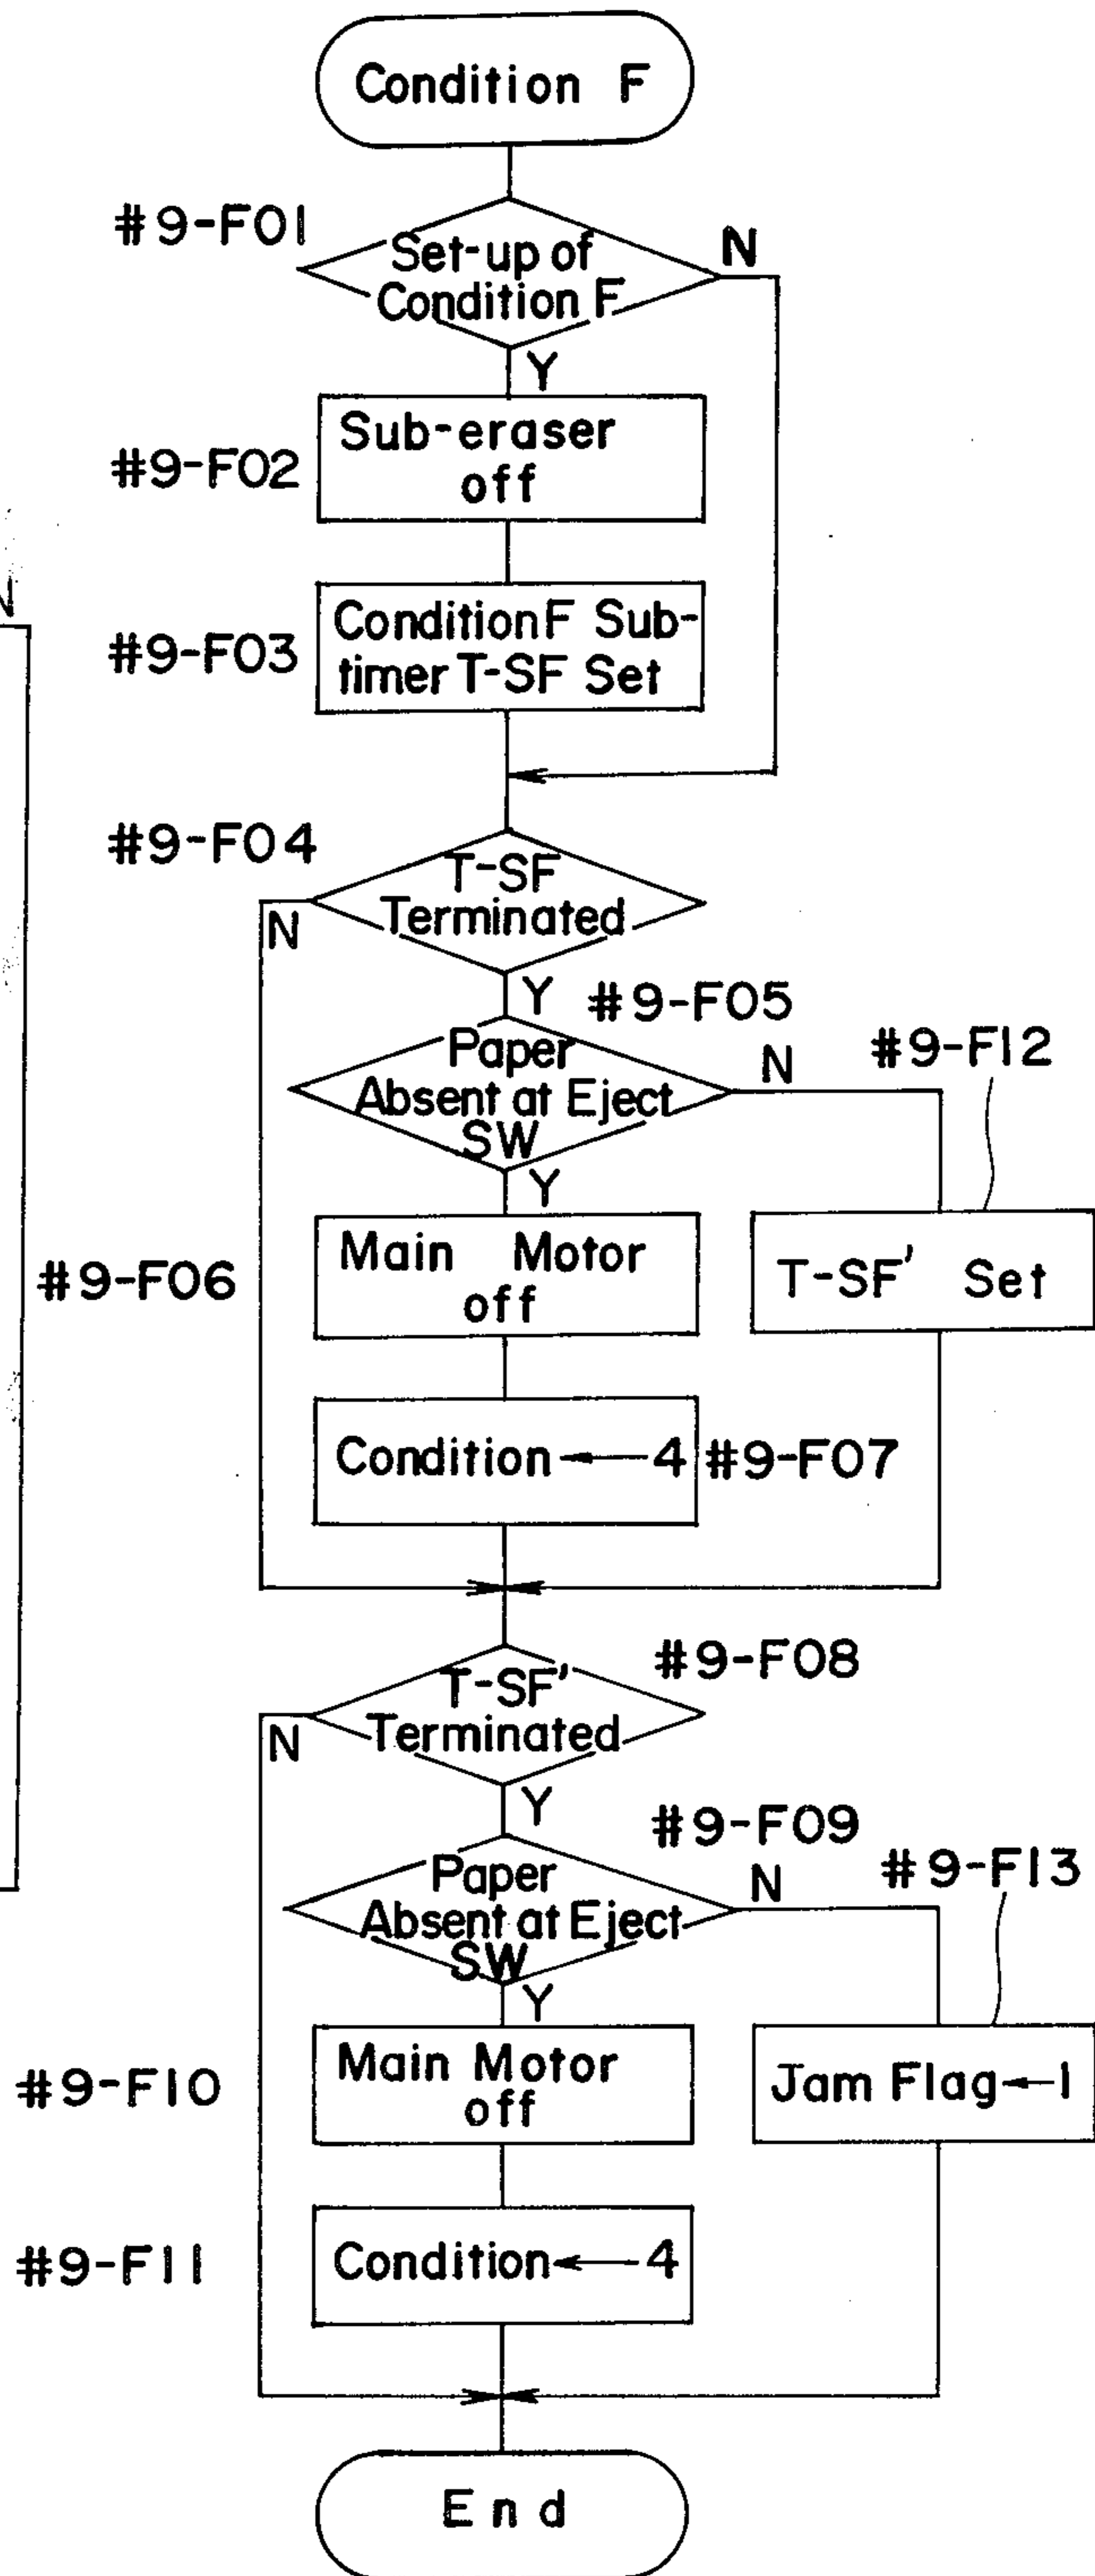 Condition F
#9-F01
Set-up of
Condition F
N
Y
#9-F02
Sub-eraser
off
#9-F03
Condition F Sub-
timer T-SF Set
#9-F04
T-SF
Terminated
N
Y
#9-F05
Paper
Absent at Eject
SW
N
#9-F12
Y
#9-F06
Main Motor
off
T-SF' Set
Condition ← 4
#9-F07
#9-F08
T-SF'
Terminated
N
Y
#9-F09
Paper
Absent at Eject
SW
N
#9-F13
Y
#9-F10
Main Motor
off
Jam Flag ← 1
#9-F11
Condition ← 4
End